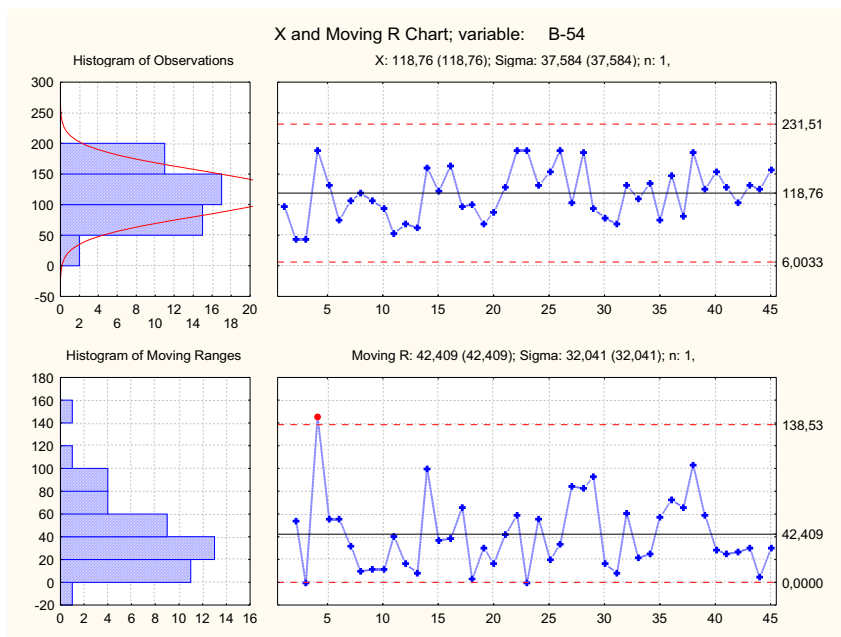 X and Moving R Chart; variable: B-54
Histogram of Observations
X: 118,76 (118,76); Sigma: 37,584 (37,584); n: 1,
300
250
200
150
100
50
0
-50
0 4 8 12 16 20
2 6 10 14 18
231,51
118,76
6,0033
5 10 15 20 25 30 35 40 45
Histogram of Moving Ranges
Moving R: 42,409 (42,409); Sigma: 32,041 (32,041); n: 1,
180
160
140
120
100
80
60
40
20
0
-20
0 2 4 6 8 10 12 14 16
138,53
42,409
0,0000
5 10 15 20 25 30 35 40 45